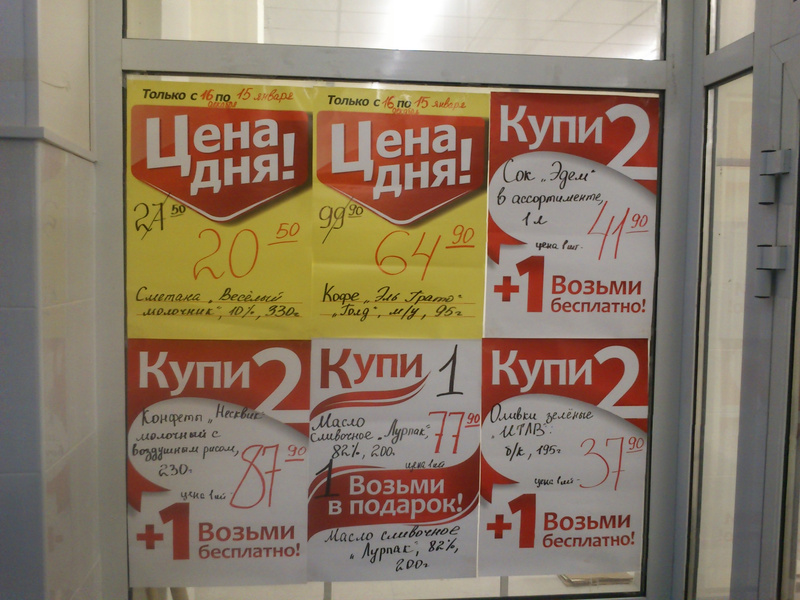 Только с 16 по 15 января
декабря
Цена
дня!
27 50
20 50
Сметана „Весёлый
молочник", 10%, 330г
Только с 16 по 15 января
декабря
Цена
дня!
99 90
64 90
Кофе „Эль Грато"
„Голд", м/у, 95г
Купи 2
Сок „Эдем"
в ассортименте,
1 л
цена 1шт.-
41 90
+1 Возьми
бесплатно!
Купи 2
Конфеты „Несквик
молочный с
воздушным рисом,
230г
цена 1шт-
87 90
+1 Возьми
бесплатно!
Купи 1
Масло
сливочное „Лурпак",
82%, 200г
цена 1шт
77 90
1 Возьми
в подарок!
Масло сливочное
„Лурпак", 82%,
200г
Купи 2
Оливки зелёные
"ИТЛВ":
б/к, 195г
цена 1шт-
37 90
+1 Возьми
бесплатно!